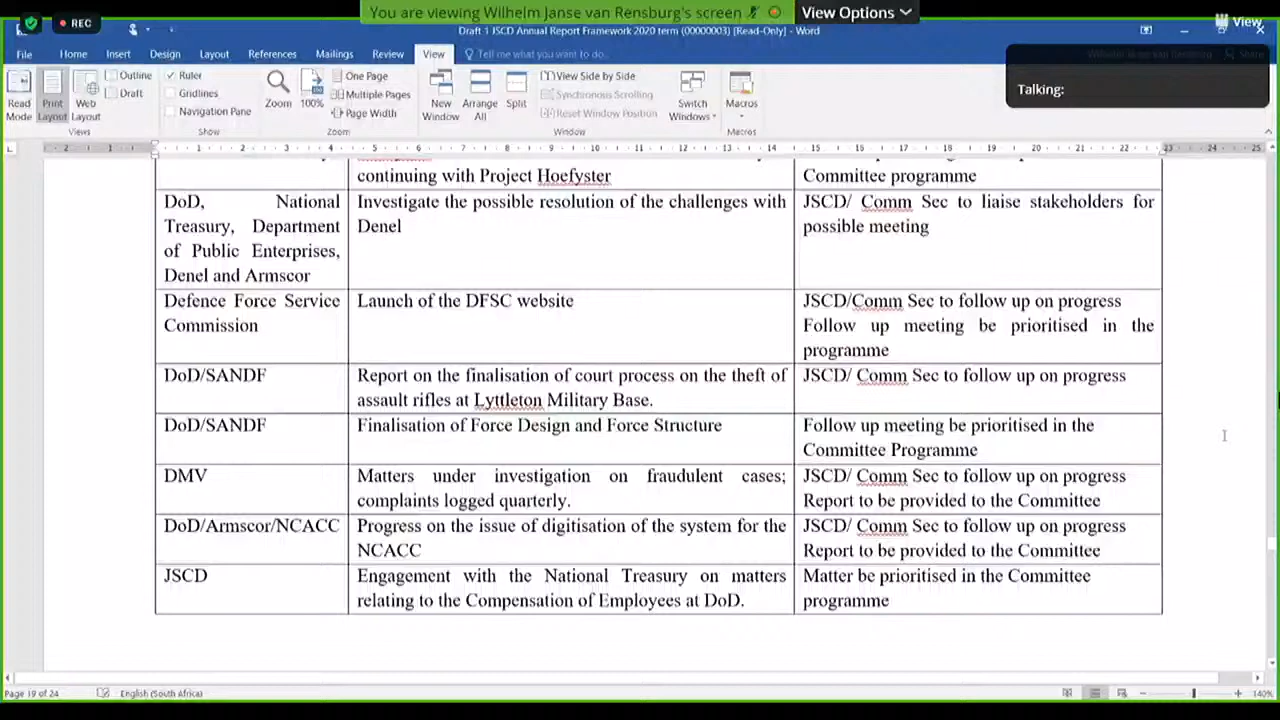 You are viewing Wilhelm Janse van Rensburg's screen
View Options
REC
View
Draft 1 JSCD Annual Report Framework 2020 term (00000003) [Read-Only] - Word
File Home Insert Design Layout References Mailings Review View Tell me what you want to do...
Talking:
Read Mode
Print Layout
Web Layout
Outline
Draft
Views
Ruler
Gridlines
Navigation Pane
Show
Zoom
100%
One Page
Multiple Pages
Page Width
Zoom
New Window
Arrange All
Split
View Side by Side
Synchronous Scrolling
Reset Window Position
Window
Switch Windows
Macros
Macros
continuing with Project Hoefyster
Committee programme
DoD, National
Treasury, Department
of Public Enterprises,
Denel and Armscor
Investigate the possible resolution of the challenges with
Denel
JSCD/ Comm Sec to liaise stakeholders for
possible meeting
Defence Force Service
Commission
Launch of the DFSC website
JSCD/Comm Sec to follow up on progress
Follow up meeting be prioritised in the
programme
DoD/SANDF
Report on the finalisation of court process on the theft of
assault rifles at Lyttleton Military Base.
JSCD/ Comm Sec to follow up on progress
DoD/SANDF
Finalisation of Force Design and Force Structure
Follow up meeting be prioritised in the
Committee Programme
DMV
Matters under investigation on fraudulent cases;
complaints logged quarterly.
JSCD/ Comm Sec to follow up on progress
Report to be provided to the Committee
DoD/Armscor/NCACC
Progress on the issue of digitisation of the system for the
NCACC
JSCD/ Comm Sec to follow up on progress
Report to be provided to the Committee
JSCD
Engagement with the National Treasury on matters
relating to the Compensation of Employees at DoD.
Matter be prioritised in the Committee
programme
Page 19 of 24 English (South Africa)
140%